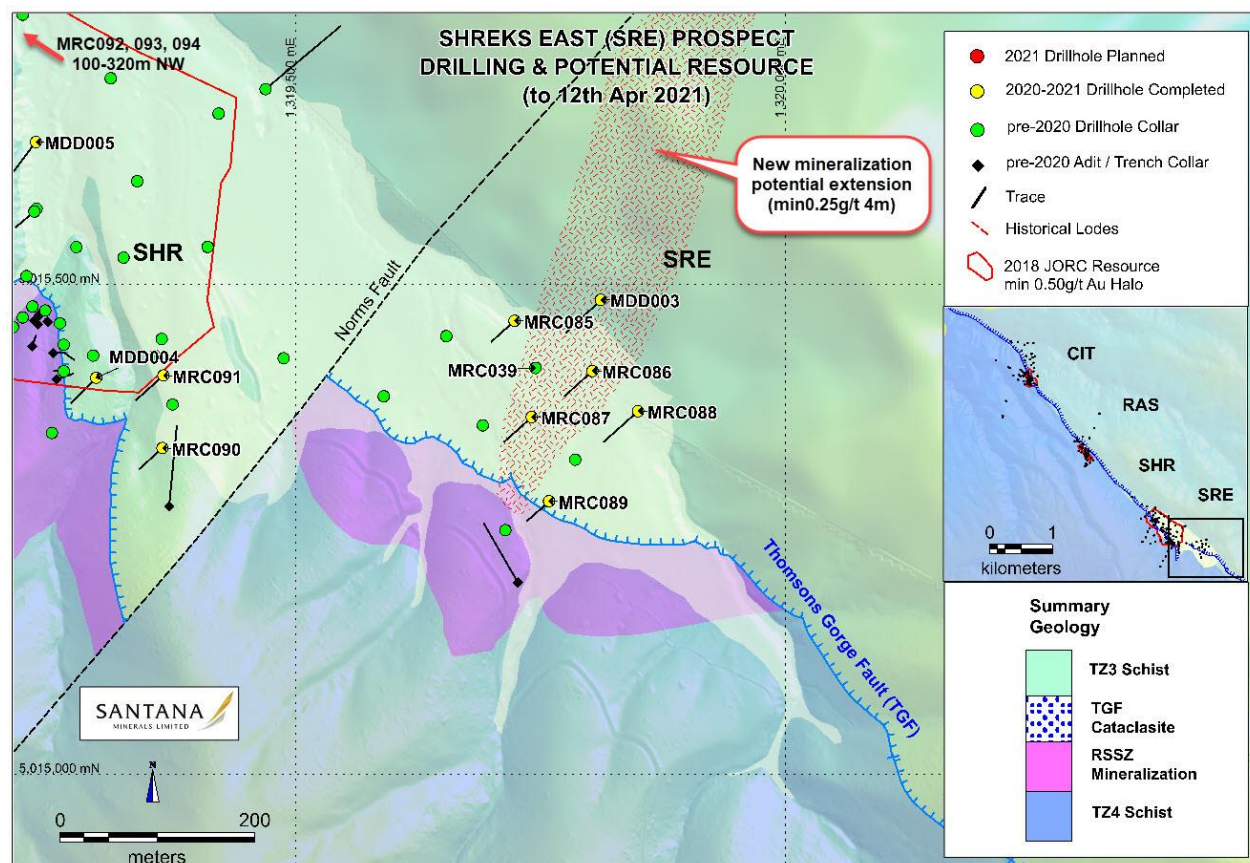 SHREKS EAST (SRE) PROSPECT
DRILLING & POTENTIAL RESOURCE
(to 12th Apr 2021)
MRC092, 093, 094
100-320m NW
1,319,500 mE
1,320,000 mE
MDD005
SHR
Norms Fault
New mineralization
potential extension
(min0.25g/t 4m)
SRE
5,015,500 mN
MDD003
MRC085
MDD004
MRC091
MRC039
MRC086
MRC087
MRC088
MRC090
MRC089
Thomsons Gorge Fault (TGF)
SANTANA
MINERALS LIMITED
5,015,000 mN
N
0 200
meters
2021 Drillhole Planned
2020-2021 Drillhole Completed
pre-2020 Drillhole Collar
pre-2020 Adit / Trench Collar
Trace
Historical Lodes
2018 JORC Resource
min 0.50g/t Au Halo
CIT
RAS
SHR
SRE
0 1
kilometers
Summary
Geology
TZ3 Schist
TGF
Cataclasite
RSSZ
Mineralization
TZ4 Schist